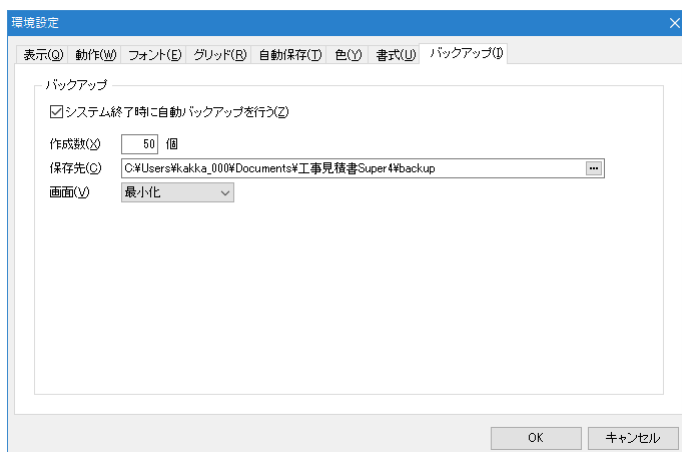 環境設定
表示(Q) 動作(W) フォント(E) グリッド(R) 自動保存(T) 色(Y) 書式(U) バックアップ(I)
バックアップ
システム終了時に自動バックアップを行う(Z)
作成数(X) 50 個
保存先(C) C:¥Users¥kakka_000¥Documents¥工事見積書Super4¥backup ...
画面(V) 最小化
OK キャンセル